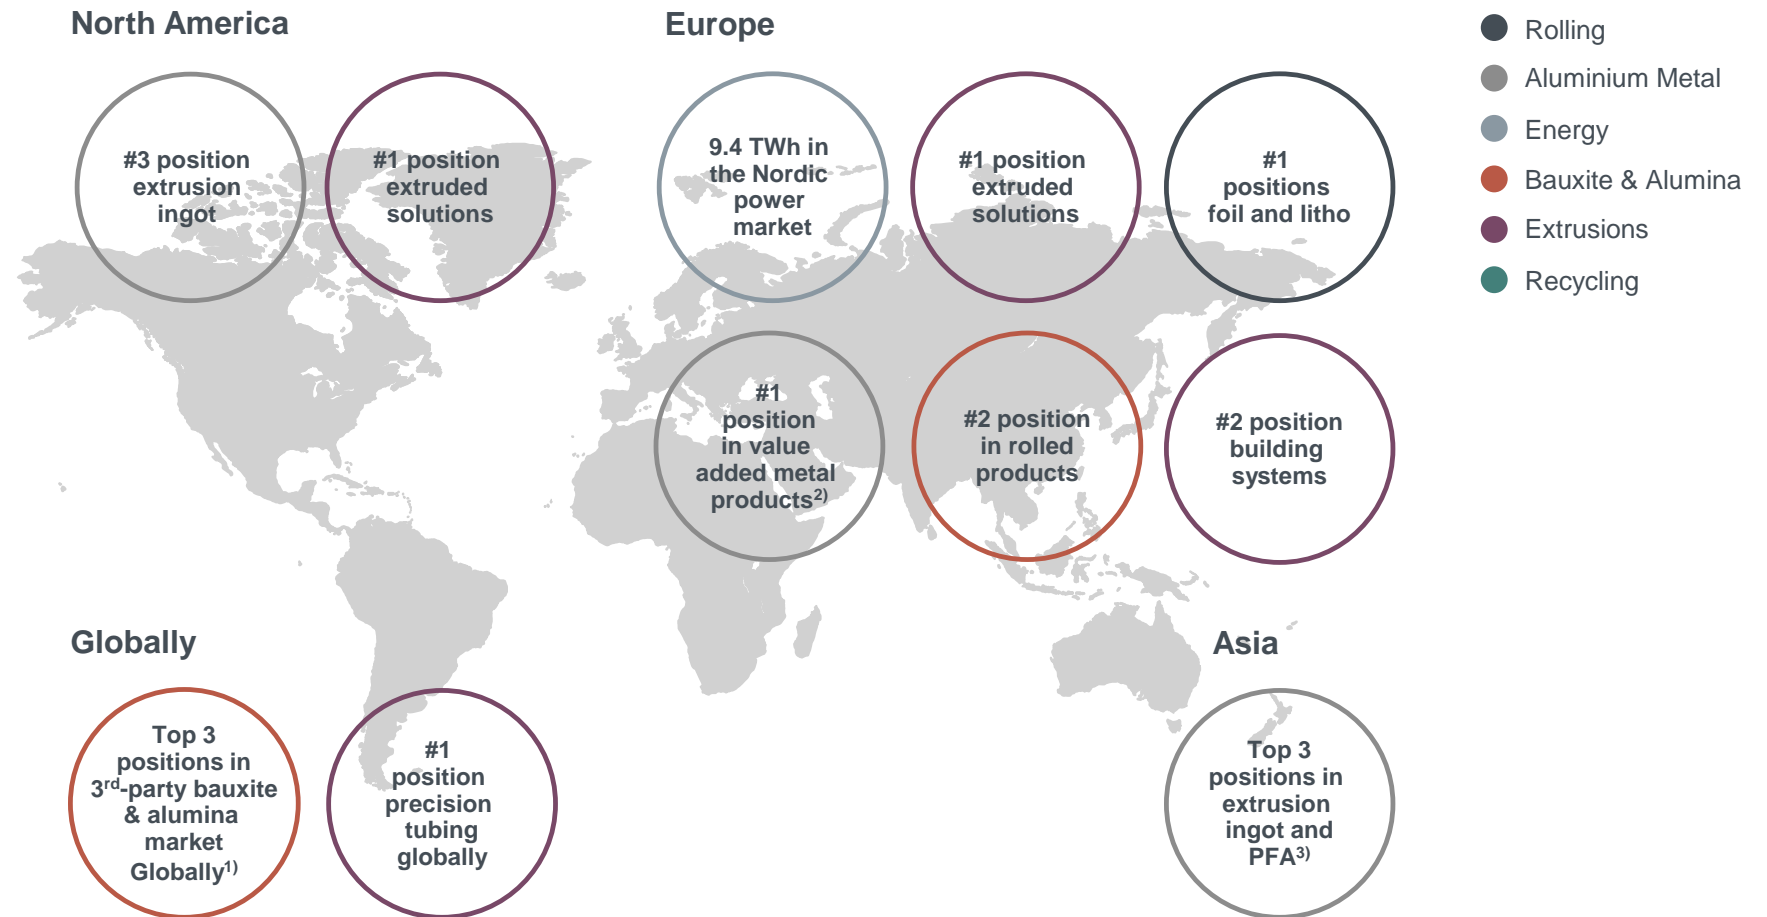 North America
#3 position
extrusion
ingot
#1 position
extruded
solutions
Europe
9.4 TWh in
the Nordic
power
market
#1 position
extruded
solutions
#1
positions
foil and litho
#1
position
in value
added metal
products2)
#2 position
in rolled
products
#2 position
building
systems
Globally
Top 3
positions in
3rd-party bauxite
& alumina
market
Globally1)
#1
position
precision
tubing
globally
Asia
Top 3
positions in
extrusion
ingot and
PFA3)
Rolling
Aluminium Metal
Energy
Bauxite & Alumina
Extrusions
Recycling